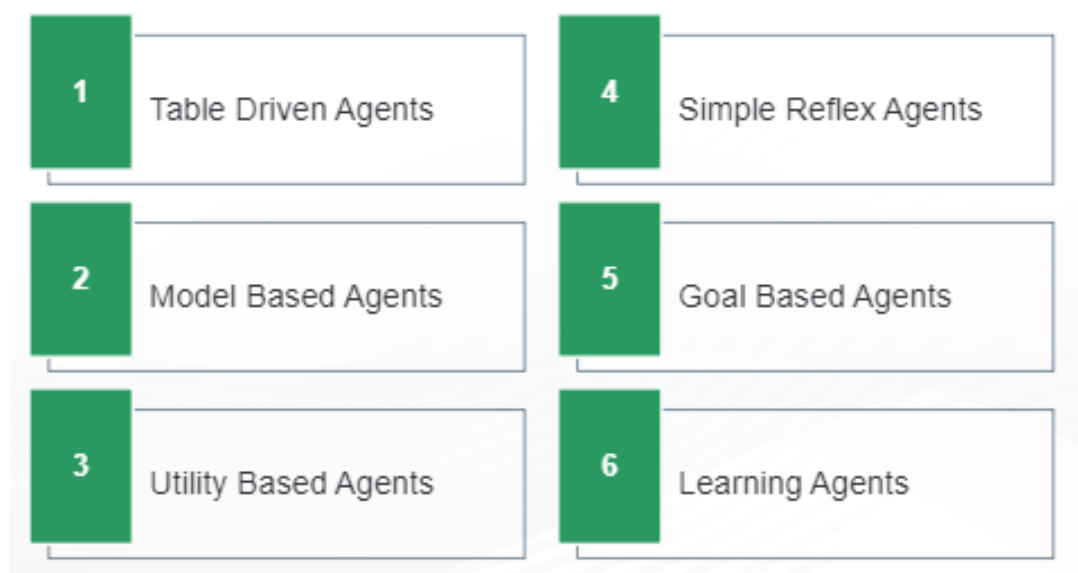 1
Table Driven Agents
2
Model Based Agents
3
Utility Based Agents
4
Simple Reflex Agents
5
Goal Based Agents
6
Learning Agents